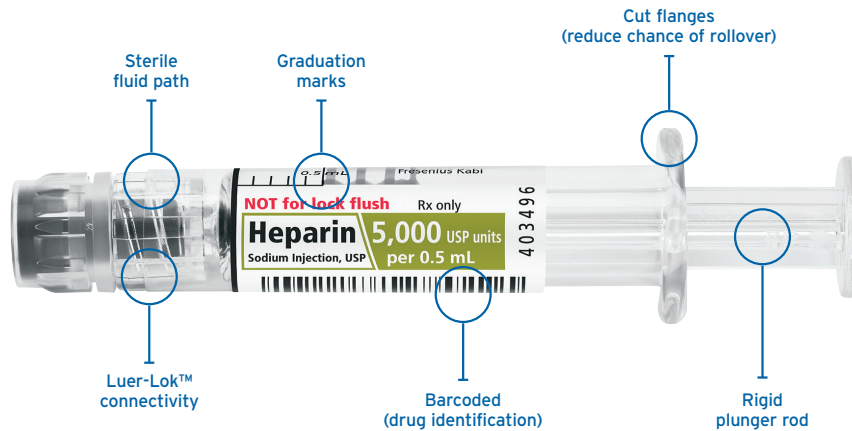 Cut flanges
(reduce chance of rollover)
Sterile
fluid path
Graduation
marks
0.5 mL
Fresenius Kabi
NOT for lock flush
Rx only
Heparin
Sodium Injection, USP
5,000 USP units
per 0.5 mL
403496
Luer-Lok™
connectivity
Barcoded
(drug identification)
Rigid
plunger rod